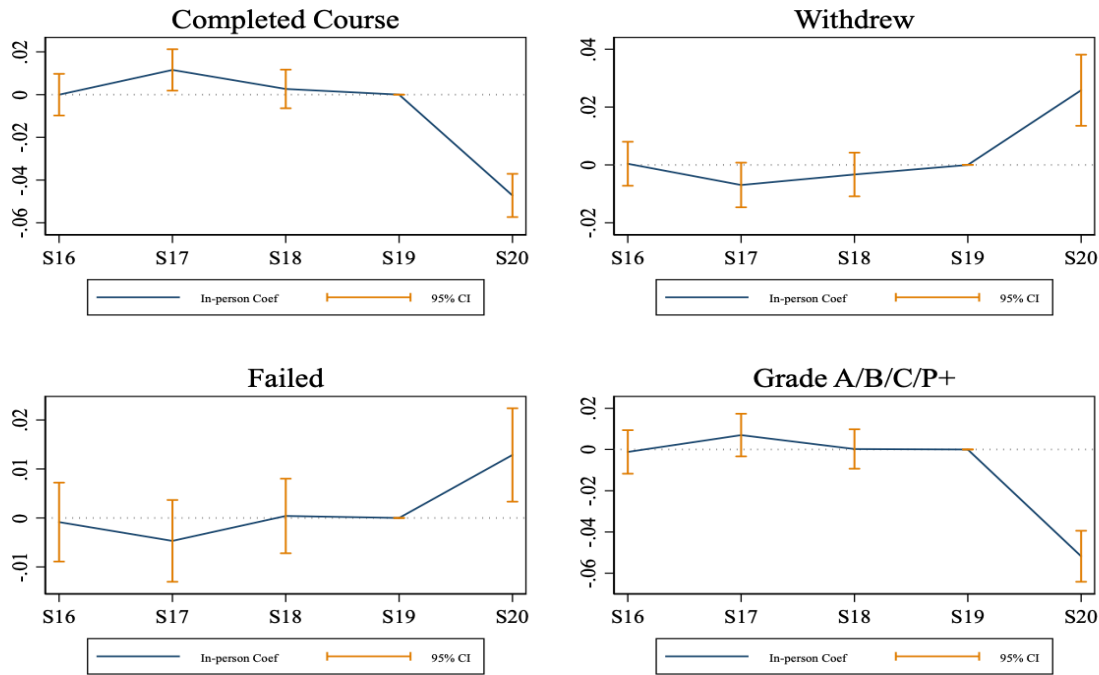 Completed Course
.02
0
-.02
-.04
-.06
S16 S17 S18 S19 S20
In-person Coef 95% CI
Withdrew
.04
.02
0
-.02
S16 S17 S18 S19 S20
In-person Coef 95% CI
Failed
.02
.01
0
-.01
S16 S17 S18 S19 S20
In-person Coef 95% CI
Grade A/B/C/P+
.02
0
-.02
-.04
-.06
S16 S17 S18 S19 S20
In-person Coef 95% CI